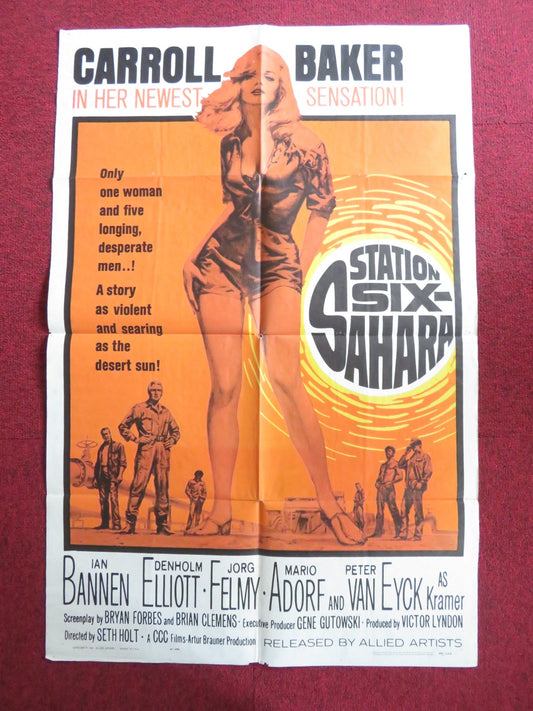 CARROLL BAKER
IN HER NEWEST SENSATION!
Only
one woman
and five
longing,
desperate
men..!
A story
as violent
and searing
as the
desert sun!
STATION
SIX-
SAHARA
IAN BANNEN · DENHOLM ELLIOTT · JORG FELMY · MARIO ADORF AND PETER VAN EYCK AS Kramer
Screenplay by BRYAN FORBES and BRIAN CLEMENS · Executive Producer GENE GUTOWSKI · Produced by VICTOR LYNDON
Directed by SETH HOLT · A CCC Films-Artur Brauner Production
RELEASED BY ALLIED ARTISTS